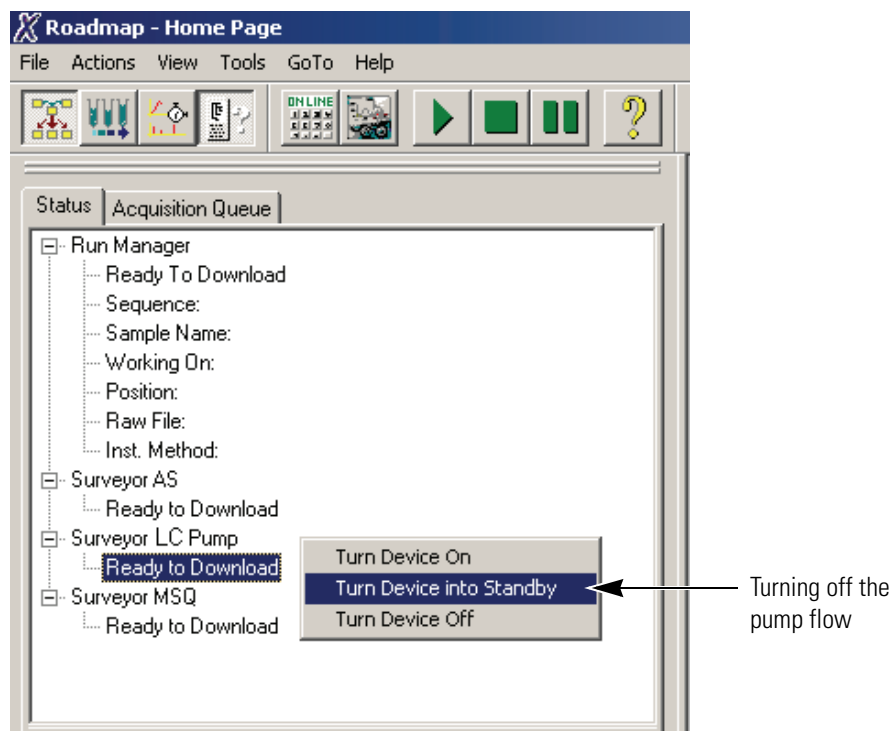 Roadmap - Home Page
File Actions View Tools GoTo Help
ON LINE
Status Acquisition Queue
Run Manager
Ready To Download
Sequence:
Sample Name:
Working On:
Position:
Raw File:
Inst. Method:
Surveyor AS
Ready to Download
Surveyor LC Pump
Ready to Download
Surveyor MSQ
Ready to Download
Turn Device On
Turn Device into Standby
Turn Device Off
Turning off the
pump flow